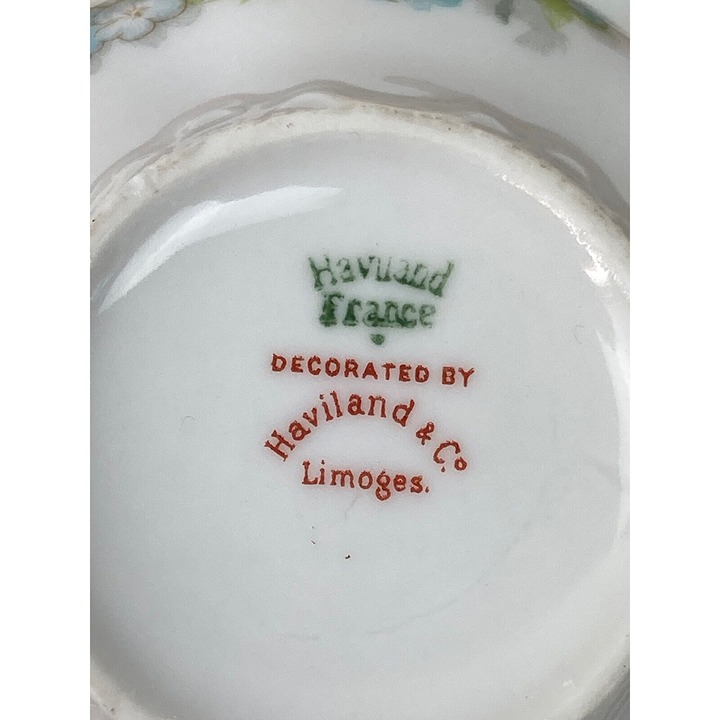 Haviland
France
DECORATED BY
Haviland & Co
Limoges.